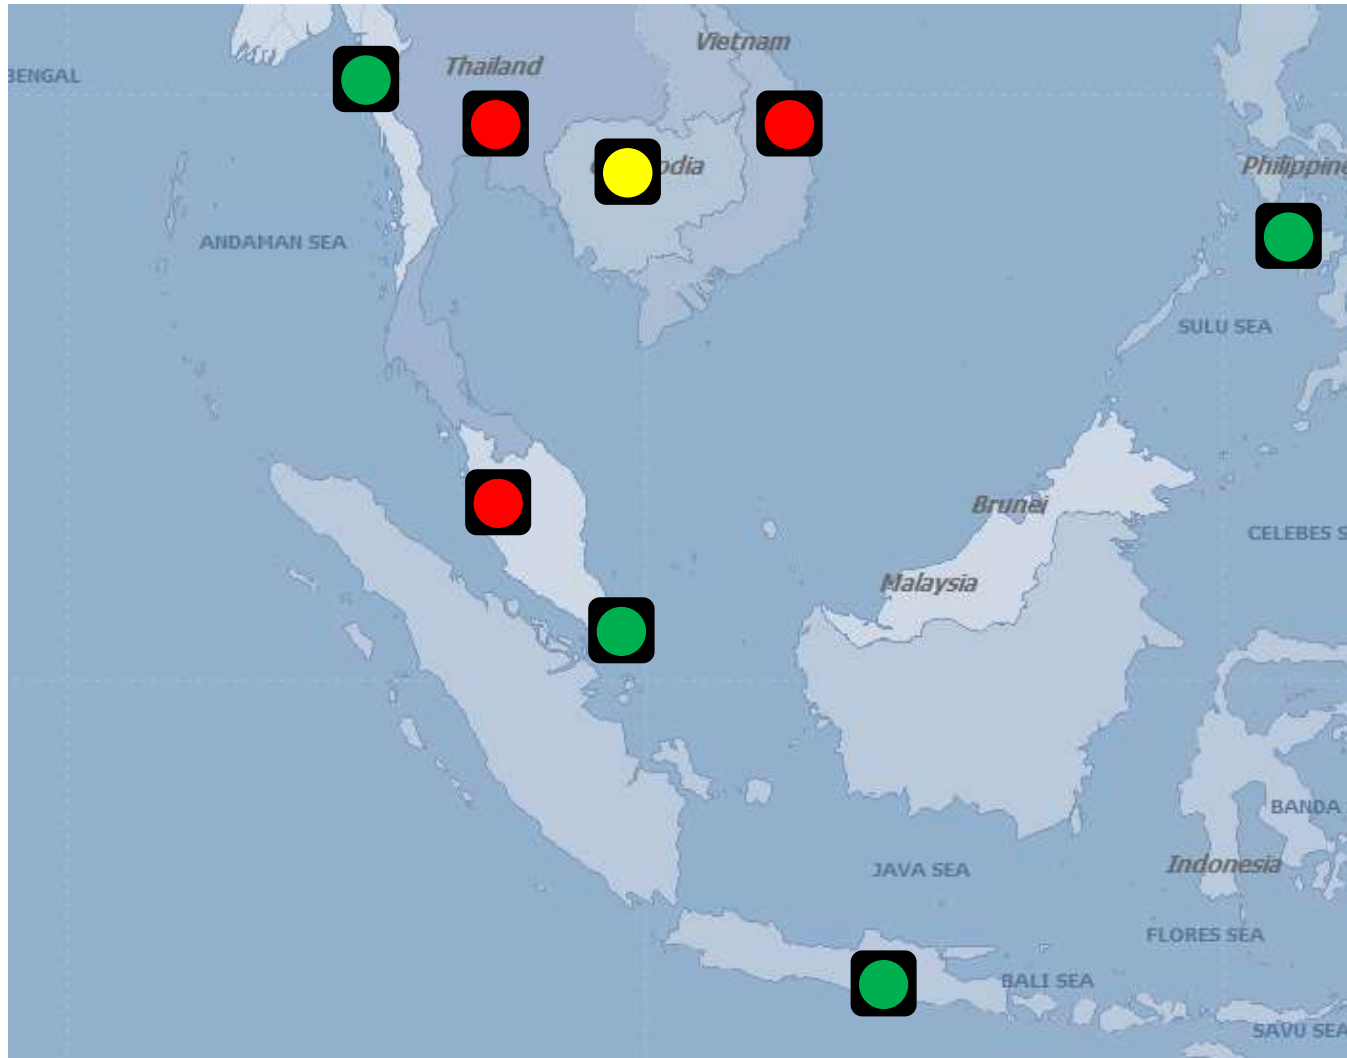 Vietnam
Thailand
BENGAL
Philippine
ANDAMAN SEA
SULU SEA
Brunei
CELEBES S
Malaysia
BANDA
Indonesia
JAVA SEA
FLORES SEA
BALI SEA
SAVU SEA